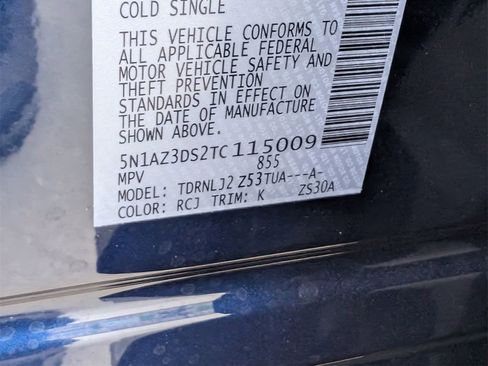 COLD SINGLE
THIS VEHICLE CONFORMS TO
ALL APPLICABLE FEDERAL
MOTOR VEHICLE SAFETY AND
THEFT PREVENTION
STANDARDS IN EFFECT ON
THE DATE OF MANUFACTURE
SHOWN ABOVE.
5N1AZ3DS2TC115009
MPV 855
MODEL: TDRNLJ2 Z53TUA---A-
COLOR: RCJ TRIM: K ZS30A